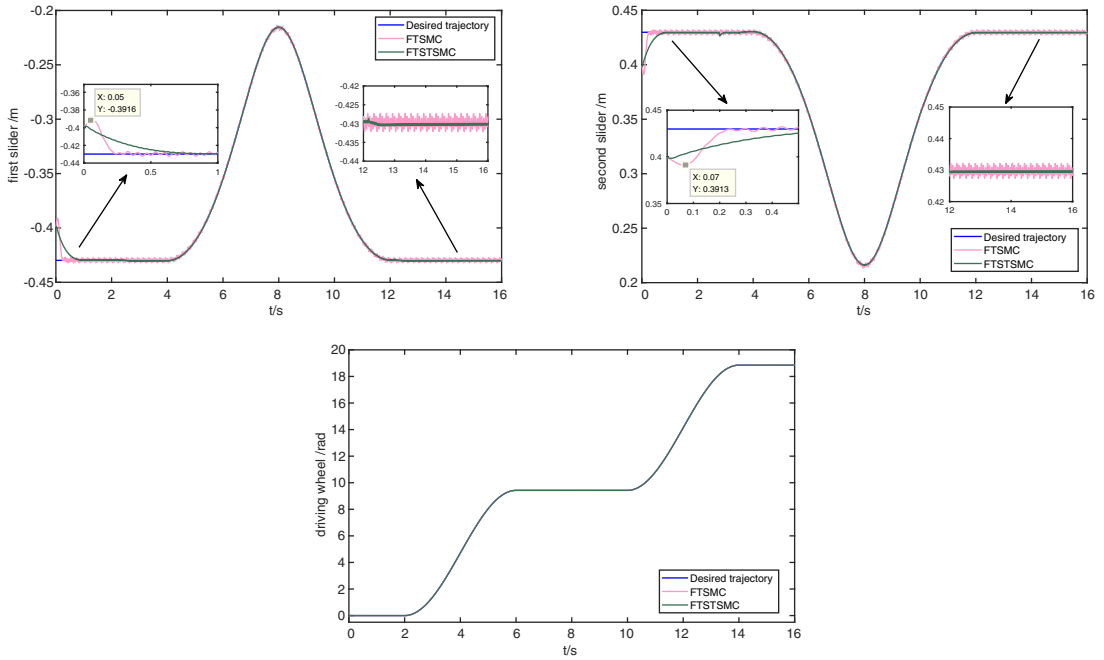 -0.2
-0.25
-0.3
-0.35
-0.4
-0.45
first slider /m
0 2 4 6 8 10 12 14 16
t/s
Desired trajectory
FTSMC
FTSTSMC
-0.36
-0.38
-0.4
-0.42
-0.44
0 0.5 1
X: 0.05
Y: -0.3916
-0.42
-0.43
-0.44
12 13 14 15 16
0.45
0.4
0.35
0.3
0.25
0.2
second slider /m
0 2 4 6 8 10 12 14 16
t/s
0.45
0.4
0.35
0 0.1 0.2 0.3 0.4
X: 0.07
Y: 0.3913
0.45
0.44
0.43
0.42
12 13 14 15 16
Desired trajectory
FTSMC
FTSTSMC
20
18
16
14
12
10
8
6
4
2
0
driving wheel /rad
0 2 4 6 8 10 12 14 16
t/s
Desired trajectory
FTSMC
FTSTSMC